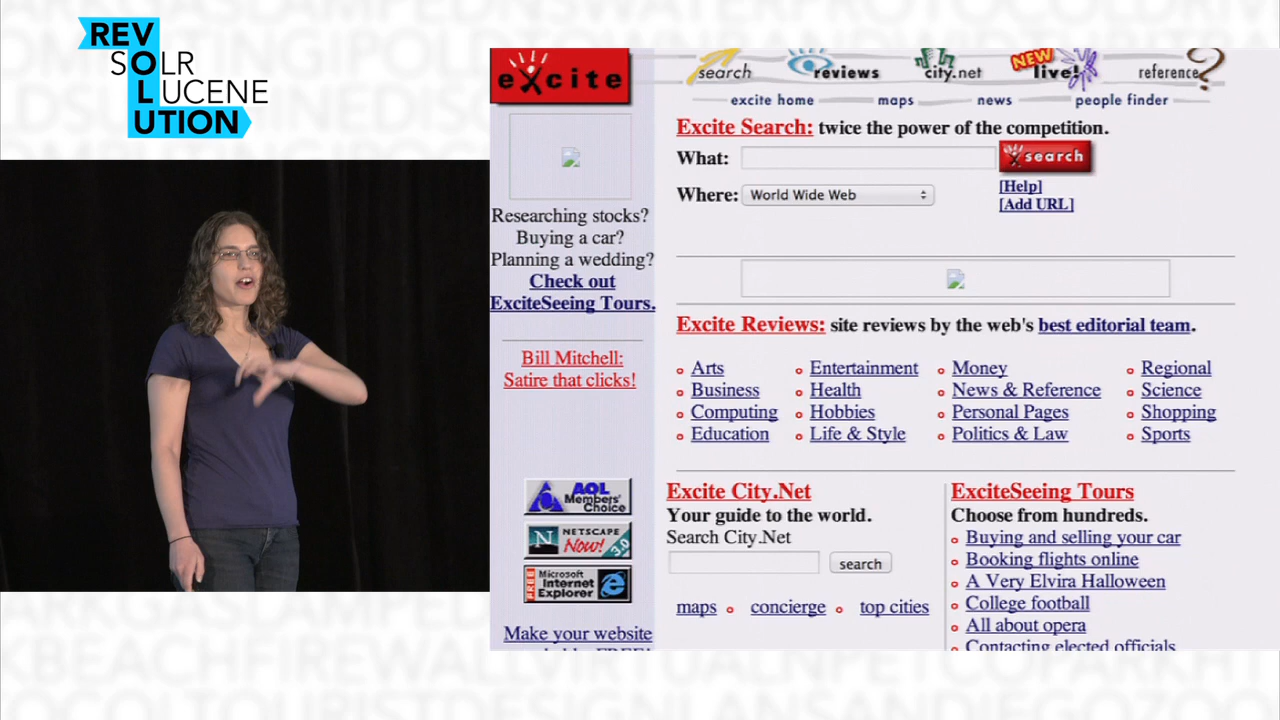 REV
SOLR
LUCENE
UTION
excite
search
reviews
city.net
NEW
live!
reference
excite home
maps
news
people finder
Excite Search: twice the power of the competition.
What:
search
Where: World Wide Web
[Help]
[Add URL]
Researching stocks?
Buying a car?
Planning a wedding?
Check out
ExciteSeeing Tours.
Bill Mitchell:
Satire that clicks!
Excite Reviews: site reviews by the web's best editorial team.
Arts
Entertainment
Money
Regional
Business
Health
News & Reference
Science
Computing
Hobbies
Personal Pages
Shopping
Education
Life & Style
Politics & Law
Sports
AOL
Members'
Choice
NETSCAPE
Now! 3.0
FREE
Microsoft
Internet
Explorer
Make your website
Excite City.Net
Your guide to the world.
Search City.Net
search
maps
concierge
top cities
ExciteSeeing Tours
Choose from hundreds.
Buying and selling your car
Booking flights online
A Very Elvira Halloween
College football
All about opera
Contacting elected officials